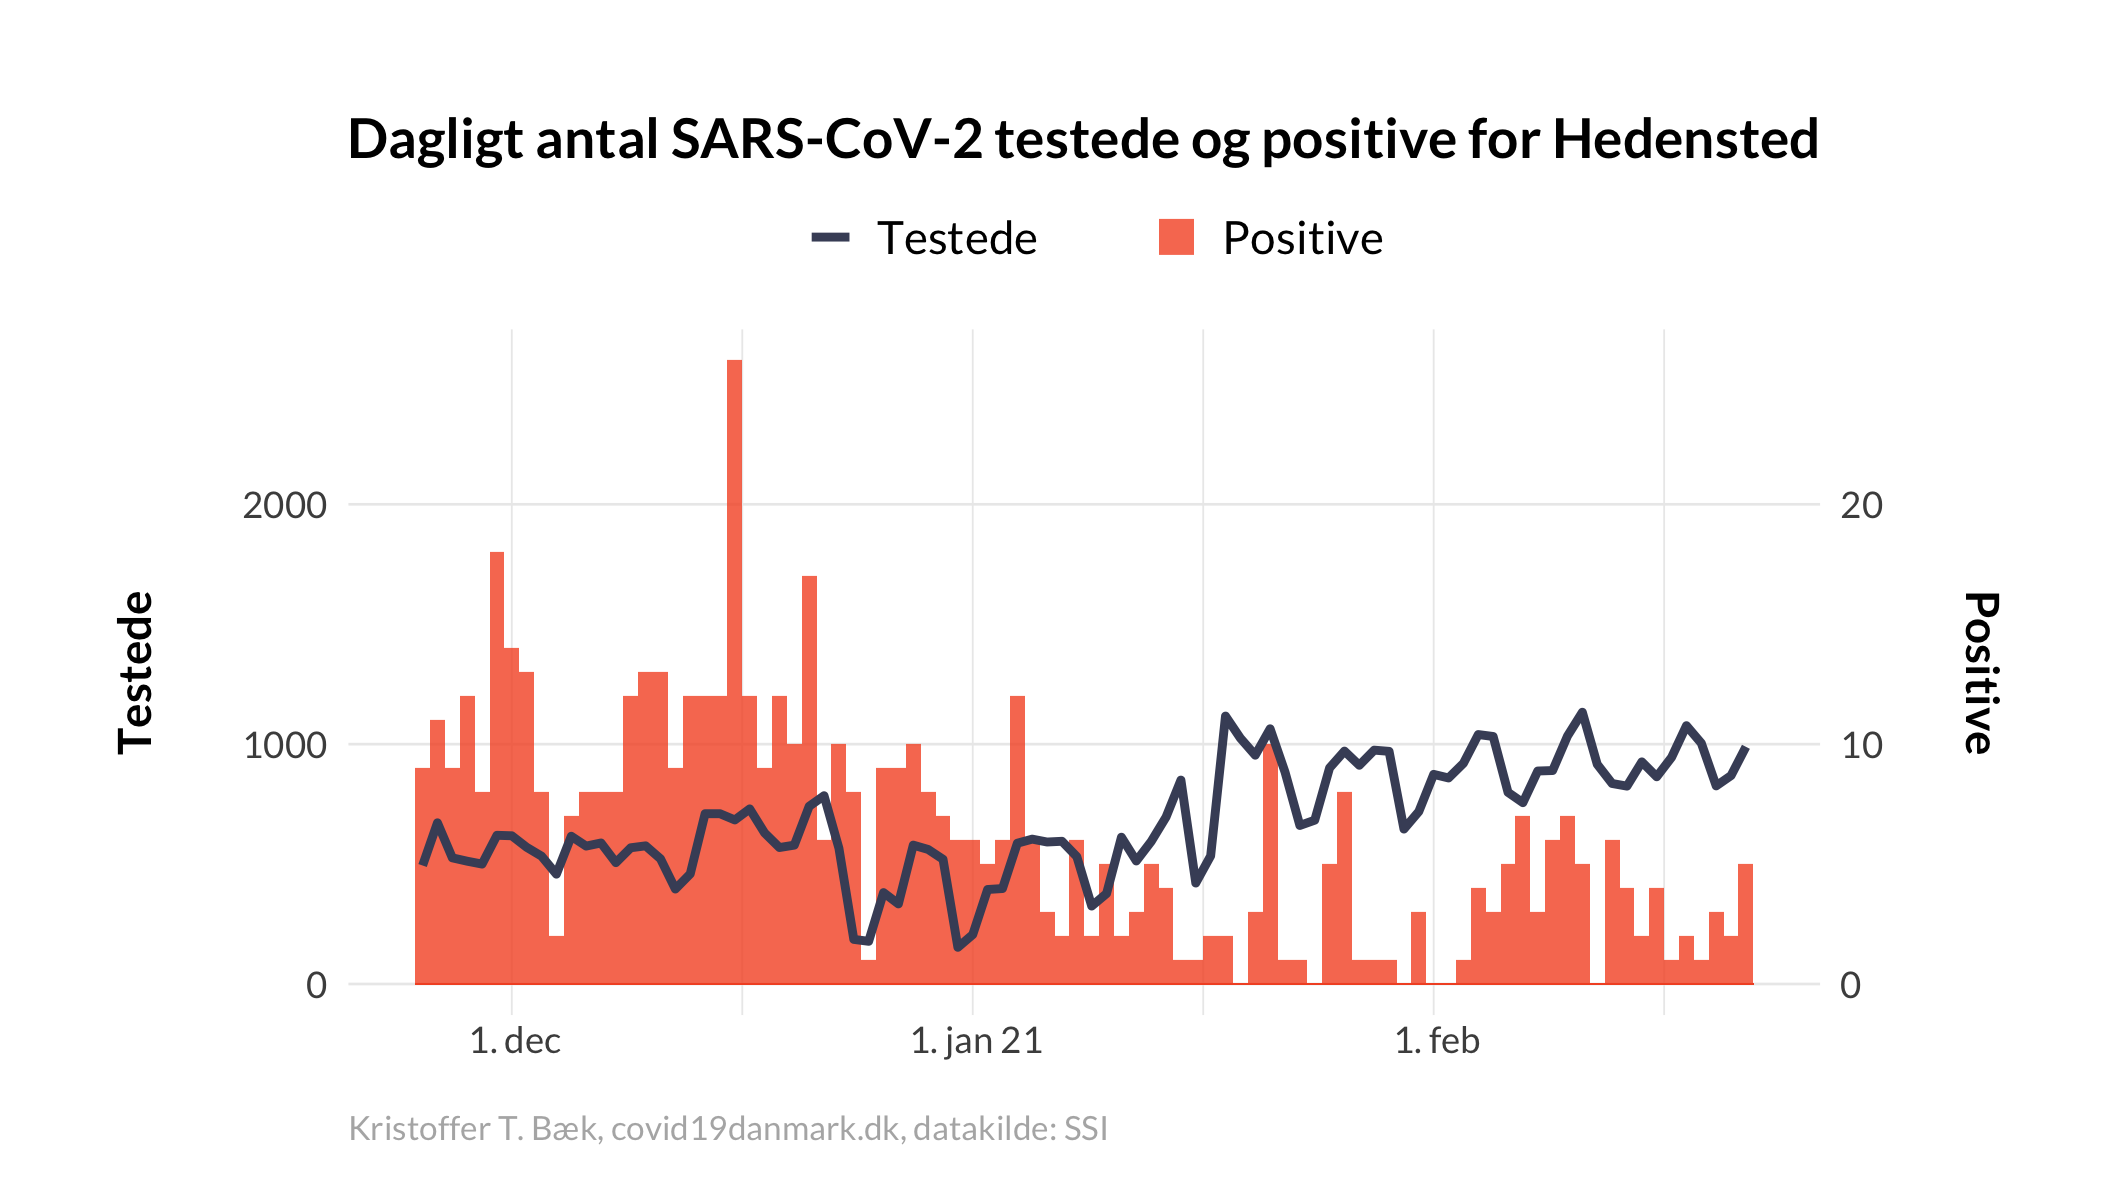 Dagligt antal SARS-CoV-2 testede og positive for Hedensted
Testede
Positive
2000
1000
0
Testede
20
10
0
Positive
1. dec
1. jan 21
1. feb
Kristoffer T. Bæk, covid19danmark.dk, datakilde: SSI